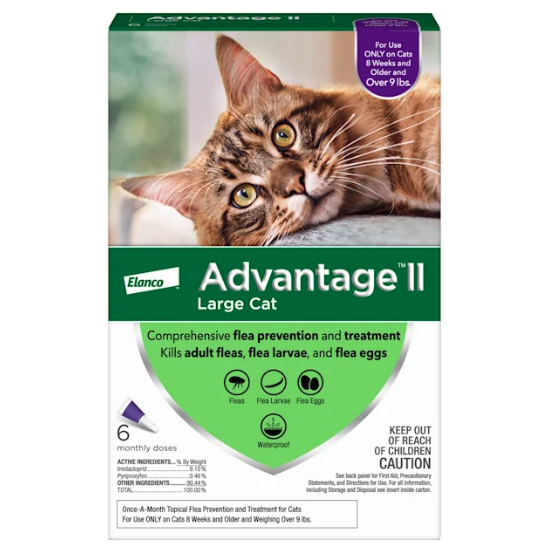 6
Advantage II
Large Cat
For Use
ONLY on Cats
8 Weeks and
Older and
Over 9 lbs.
Elanco
Advantage™ II
Large Cat
Comprehensive flea prevention and treatment
Kills adult fleas, flea larvae, and flea eggs
Fleas
Flea Larvae
Flea Eggs
Waterproof
6
monthly doses
KEEP OUT
OF REACH
OF CHILDREN
CAUTION
ACTIVE INGREDIENTS... % By Weight
Imidacloprid 9.10%
Pyriproxyfen 0.46%
OTHER INGREDIENTS 90.44%
TOTAL 100.00%
See back panel for First Aid, Precautionary
Statements, and Directions for Use. For all information,
including Storage and Disposal see insert inside carton.
Once-A-Month Topical Flea Prevention and Treatment for Cats
For Use ONLY on Cats 8 Weeks and Older and Weighing Over 9 lbs.